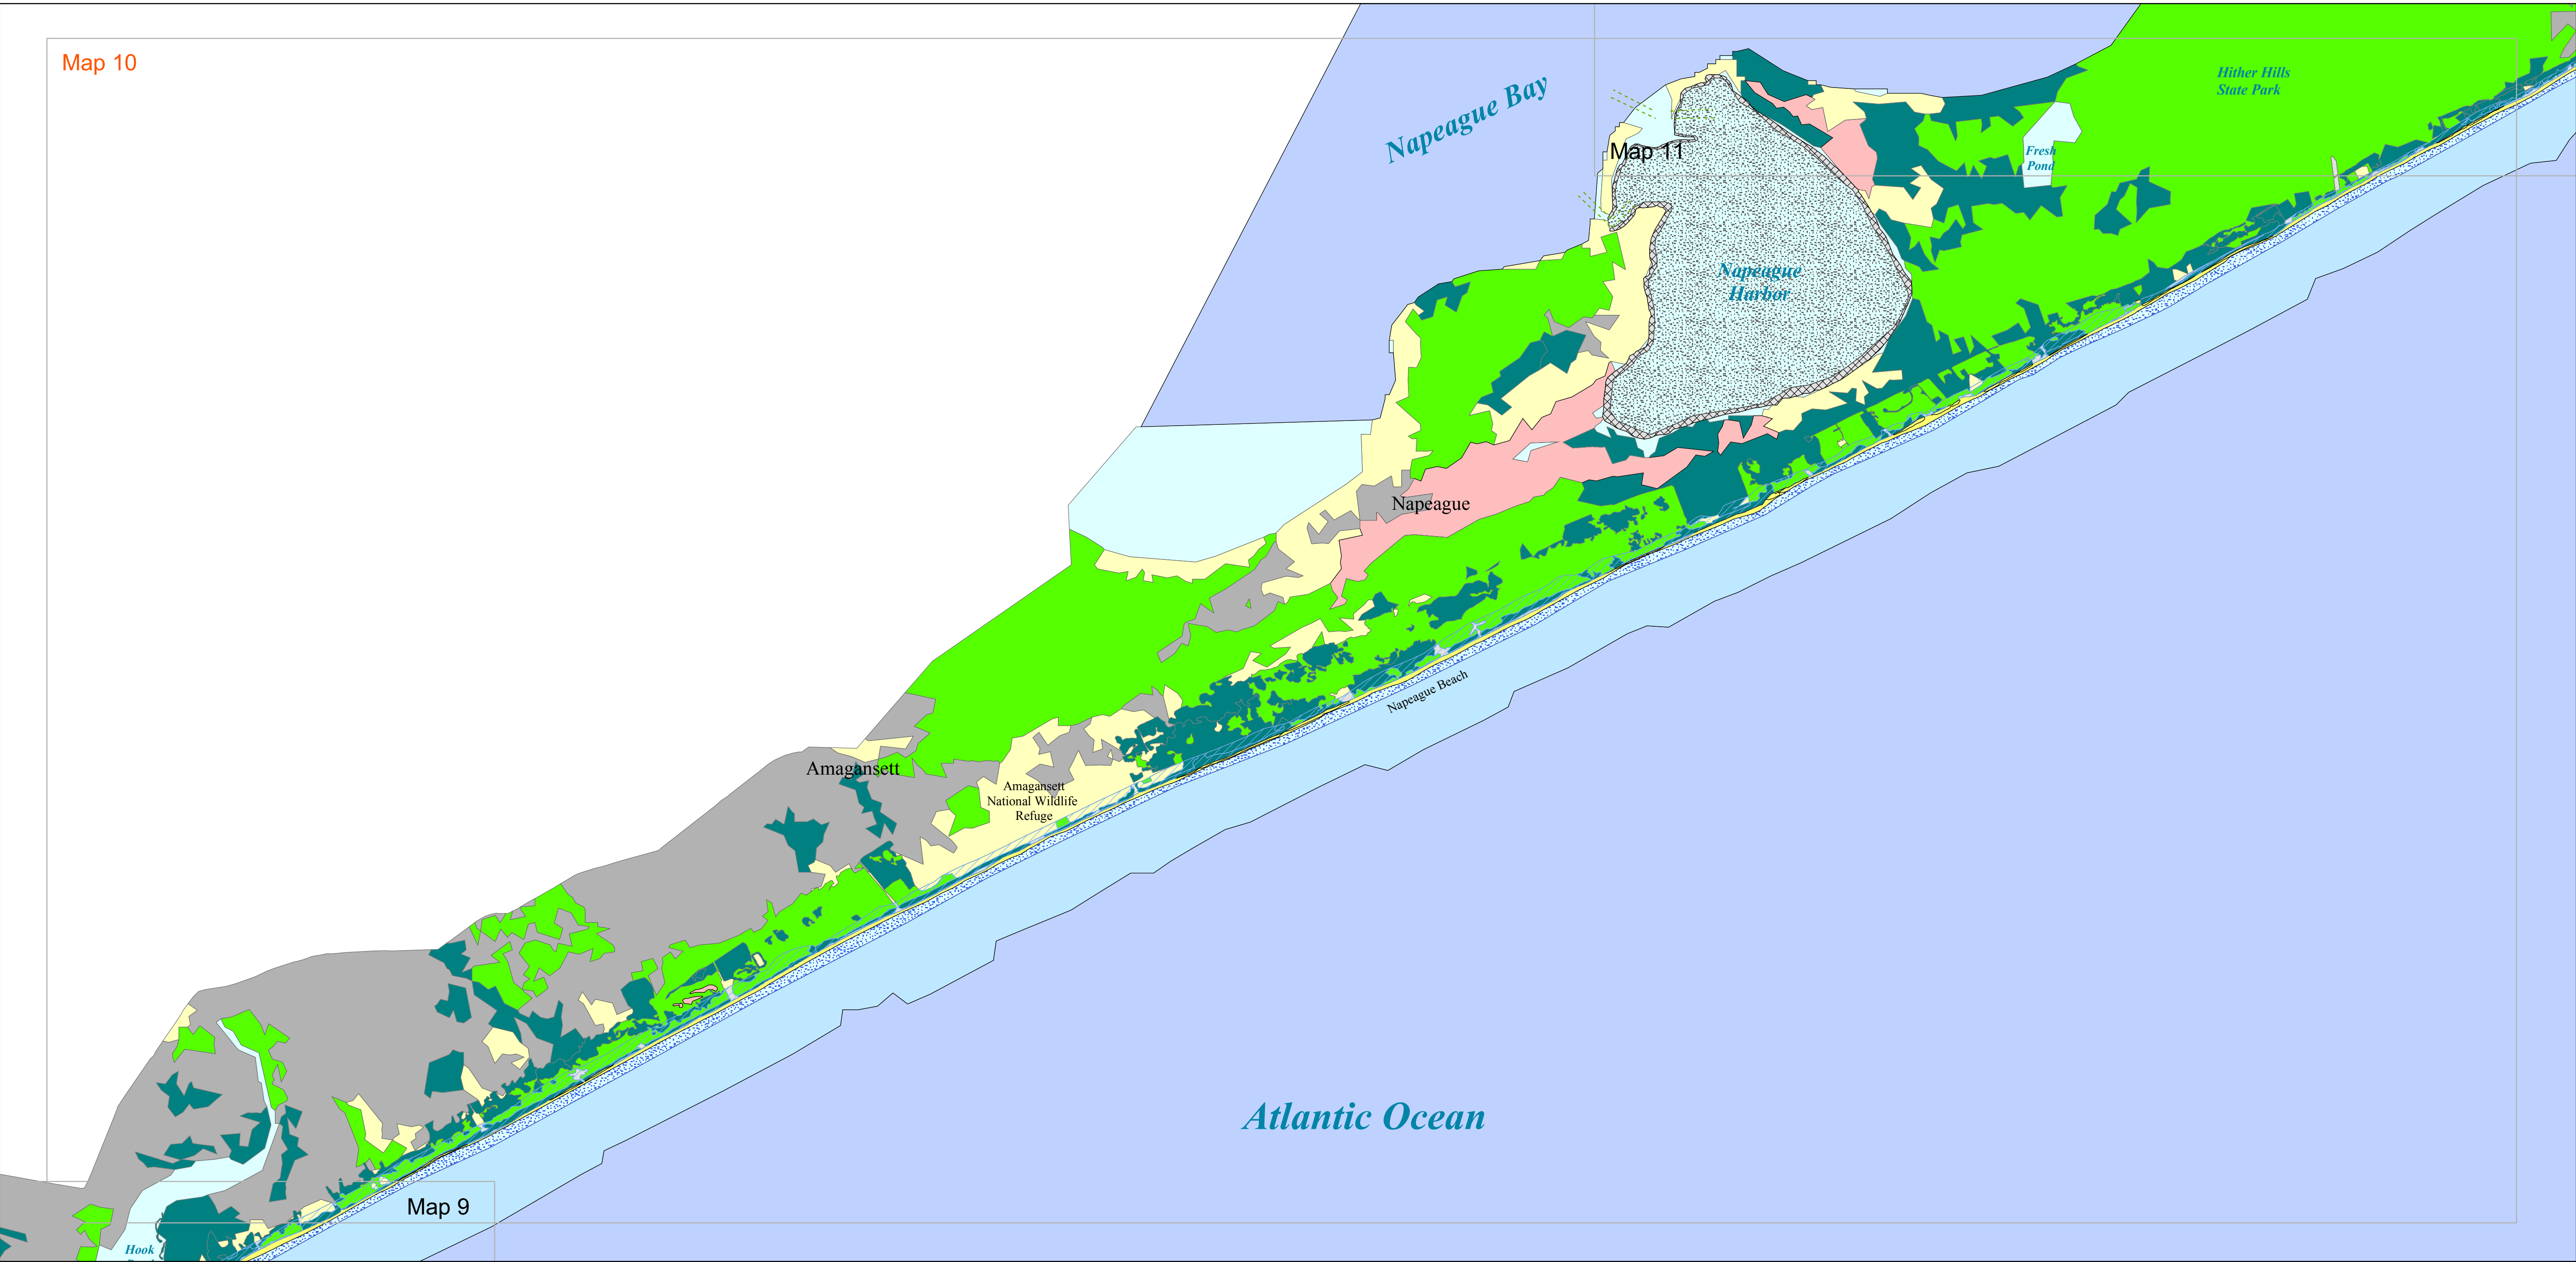 Map 10
Hither Hills
State Park
Napeague Bay
Map 11
Fresh
Pond
Napeague
Harbor
Napeague
Napeague Beach
Amagansett
Amagansett
National Wildlife
Refuge
Atlantic Ocean
Map 9
Hook